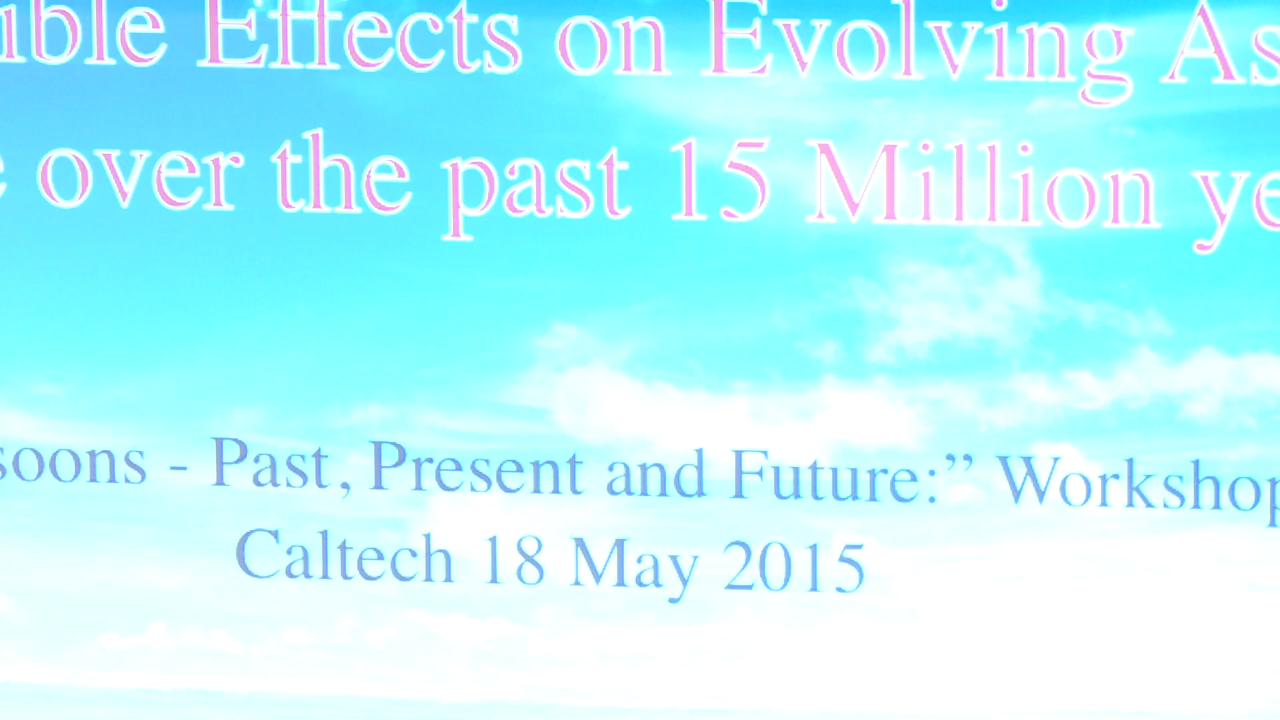 ible Effects on Evolving As
e over the past 15 Million ye
soons - Past, Present and Future:” Workshop
Caltech 18 May 2015